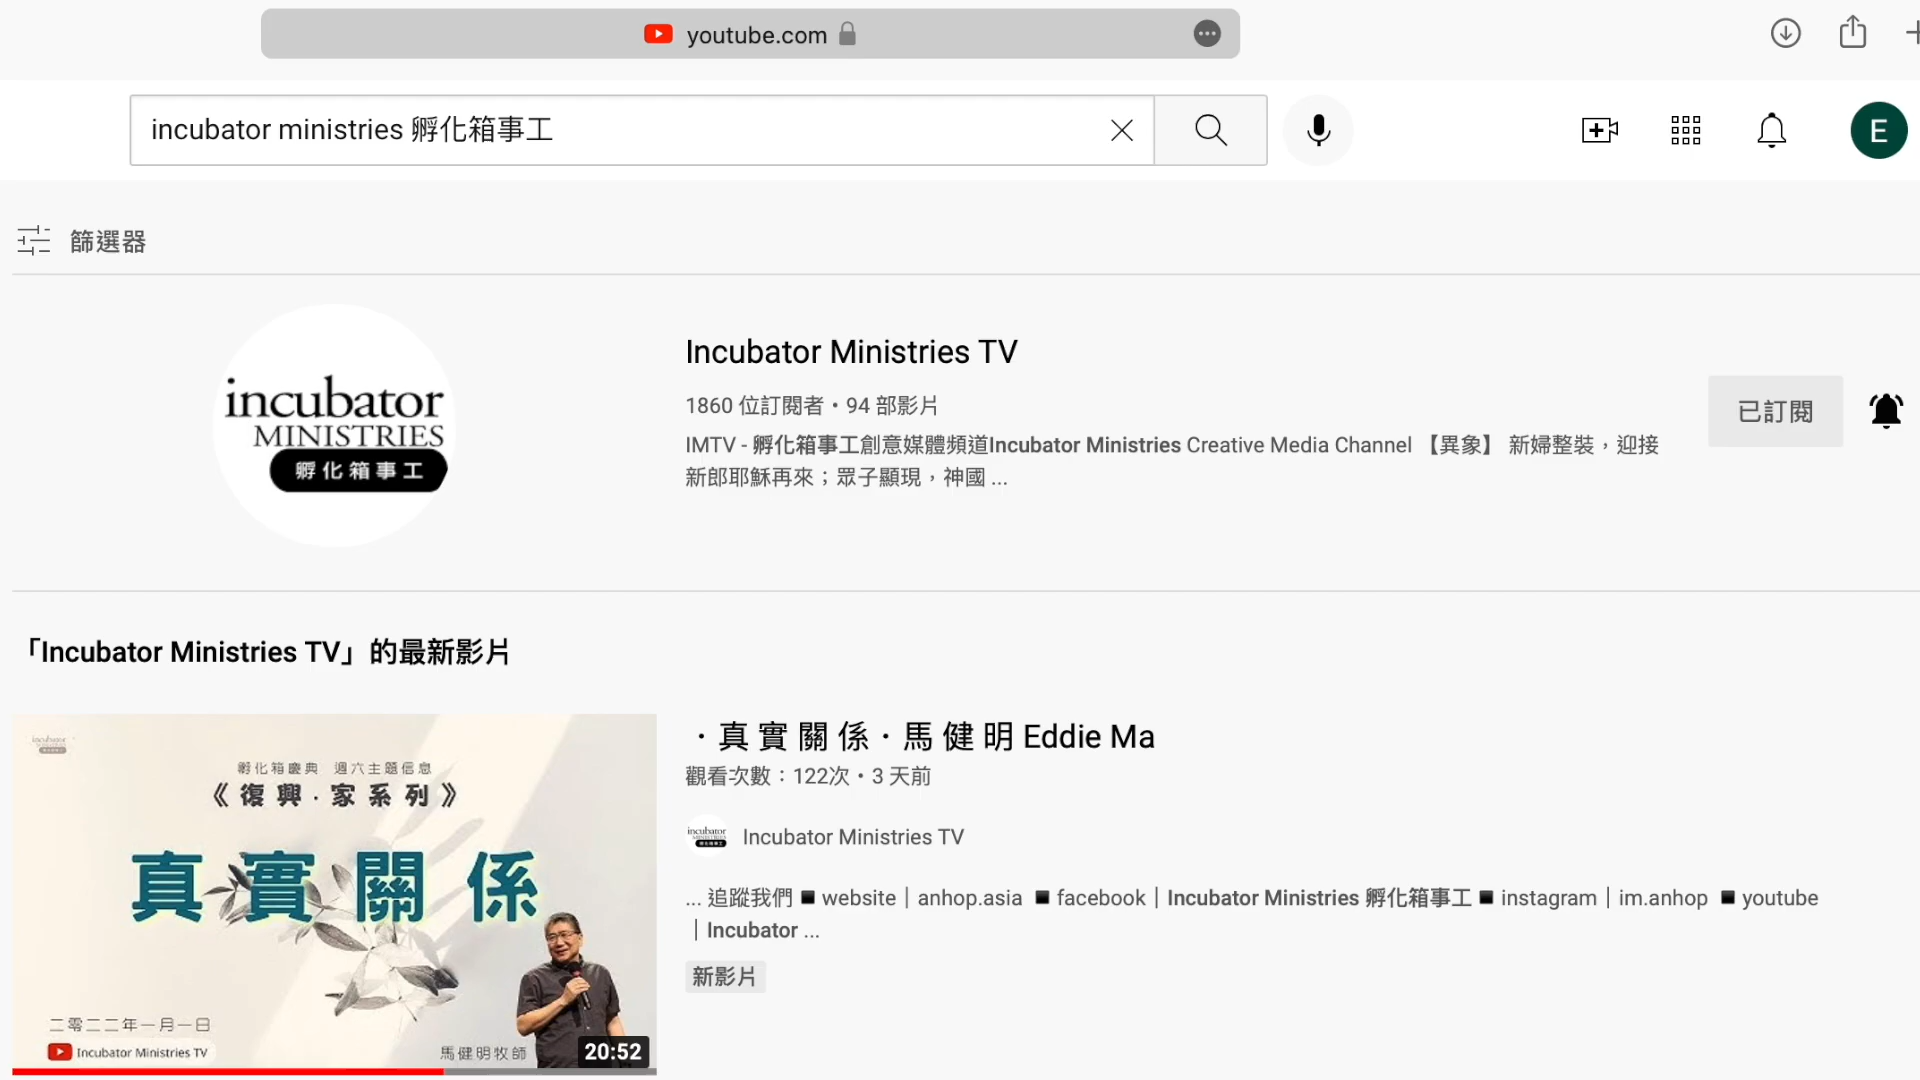 youtube.com
incubator ministries 孵化箱事工
E
篩選器
incubator
MINISTRIES
孵化箱事工
Incubator Ministries TV
1860 位訂閱者・94 部影片
IMTV - 孵化箱事工創意媒體頻道Incubator Ministries Creative Media Channel 【異象】 新婦整裝，迎接
新郎耶穌再來；眾子顯現，神國 ...
已訂閱
「Incubator Ministries TV」的最新影片
孵化箱慶典 週六主題信息
《復興．家系列》
真實關係
二零二二年一月一日
Incubator Ministries TV
馬健明牧師
20:52
．真 實 關 係．馬 健 明 Eddie Ma
觀看次數：122次・3 天前
incubator
MINISTRIES
孵化箱事工
Incubator Ministries TV
... 追蹤我們 ◾ website｜anhop.asia ◾ facebook｜Incubator Ministries 孵化箱事工 ◾ instagram｜im.anhop ◾ youtube
｜Incubator ...
新影片